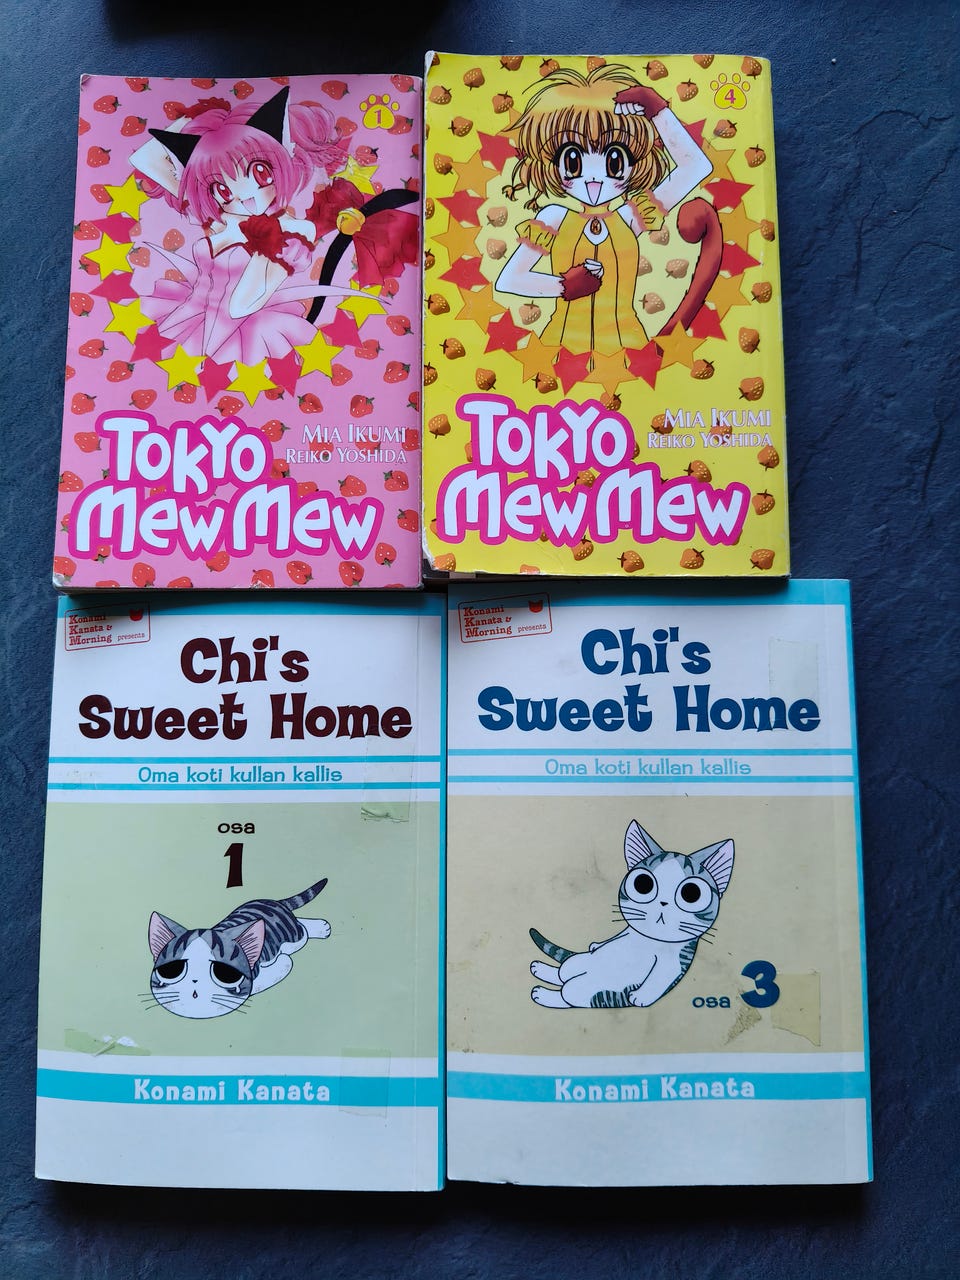 1
MIA IKUMI
REIKO YOSHIDA
TOKYO
MEW MEW
4
MIA IKUMI
REIKO YOSHIDA
TOKYO
MEW MEW
Konami
Kanata &
Morning presents
Chi's
Sweet Home
Oma koti kullan kallis
osa
1
Konami Kanata
Konami
Kanata &
Morning presents
Chi's
Sweet Home
Oma koti kullan kallis
osa 3
Konami Kanata